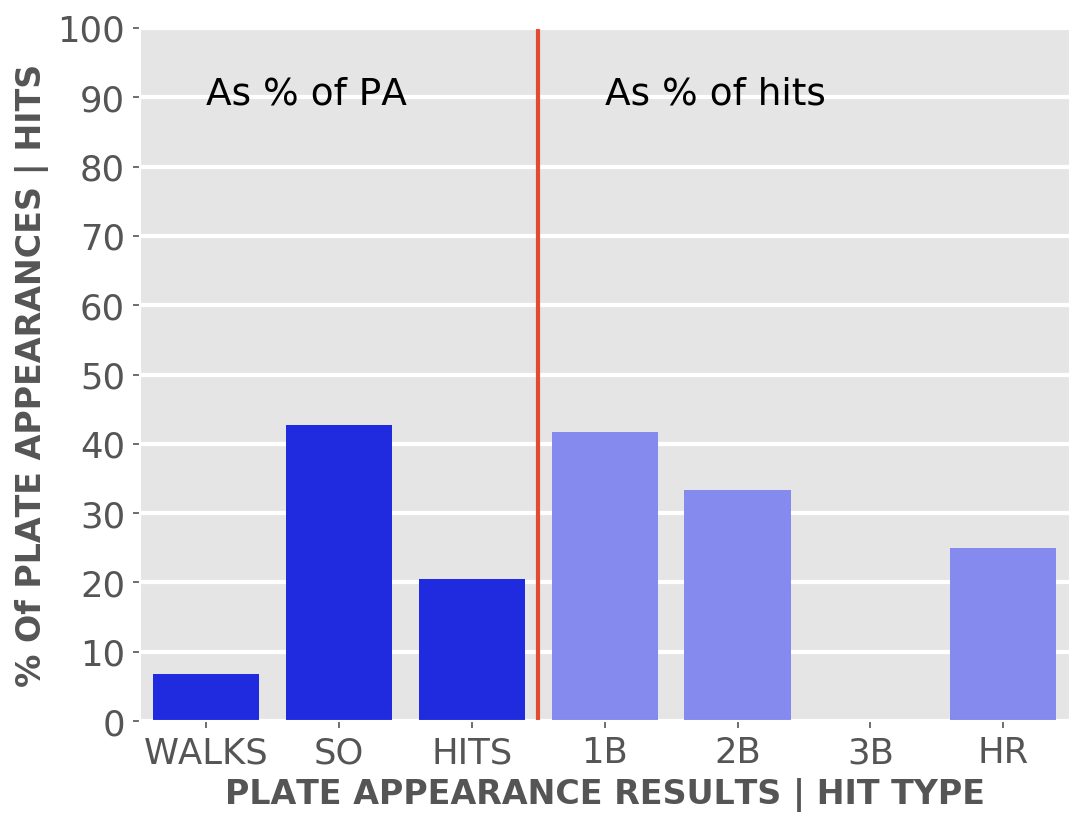 % Of PLATE APPEARANCES | HITS
100
90
80
70
60
50
40
30
20
10
0
As % of PA
As % of hits
WALKS SO HITS 1B 2B 3B HR
PLATE APPEARANCE RESULTS | HIT TYPE